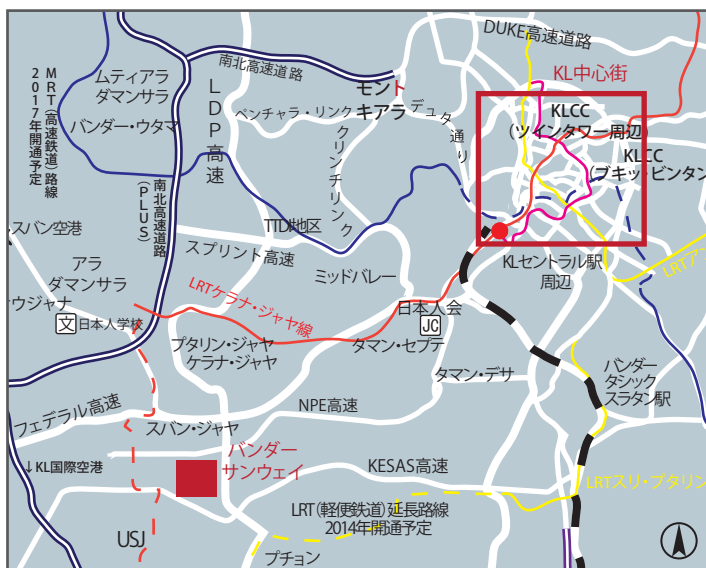 DUKE高速道路
南北高速道路
KL中心街
MRT(高速鉄道)路線
2017年開通予定
ムティアラ
ダマンサラ
バンダー・ウタマ
LDP高速
ペンチャラ・リンク
モント
キアラ
デュタ通り
クリンチリンク
KLCC
(ツインタワー周辺)
KLCC
(ブキッ・ビンタン
南北高速道路
(PLUS)
スバン空港
TTDI地区
スプリント高速
アラ
ダマンサラ
ウジャナ
文
日本人学校
ミッドバレー
KLセントラル駅
周辺
LRTア
LRTケラナ・ジャヤ線
日本人会
JC
プタリン・ジャヤ
ケラナ・ジャヤ
タマン・セプテ
タマン・デサ
バンダー
タシック
スラタン駅
フェデラル高速
スバン・ジャヤ
NPE高速
↓KL国際空港
バンダー
サンウェイ
KESAS高速
LRTスリ・プタリン
LRT(軽便鉄道)延長路線
2014年開通予定
USJ
プチョン